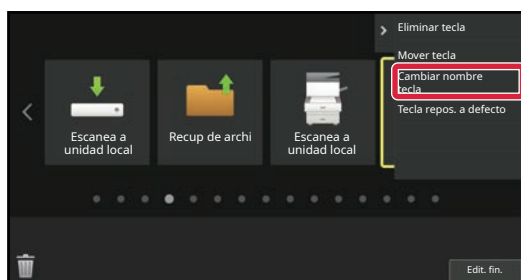 Eliminar tecla
Mover tecla
Cambiar nombre
tecla
Tecla repos. a defecto
Escanea a
unidad local
Recup de archi
Escanea a
unidad local
Edit. fin.